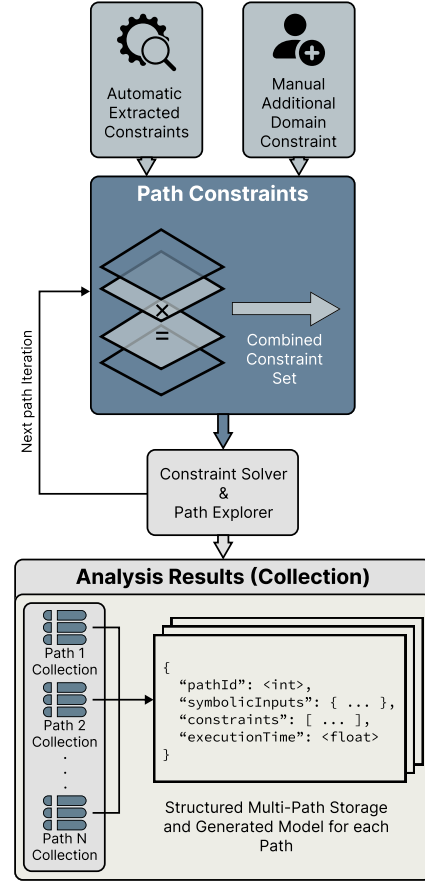 Automatic
Extracted
Constraints
Manual
Additional
Domain
Constraint
Path Constraints
×
=
Combined
Constraint
Set
Next path Iteration
Constraint Solver
&
Path Explorer
Analysis Results (Collection)
Path 1
Collection
Path 2
Collection
.
.
.
Path N
Collection
{
“pathId”: <int>,
“symbolicInputs”: { ... },
“constraints”: [ ... ],
“executionTime”: <float>
}
Structured Multi-Path Storage
and Generated Model for each
Path